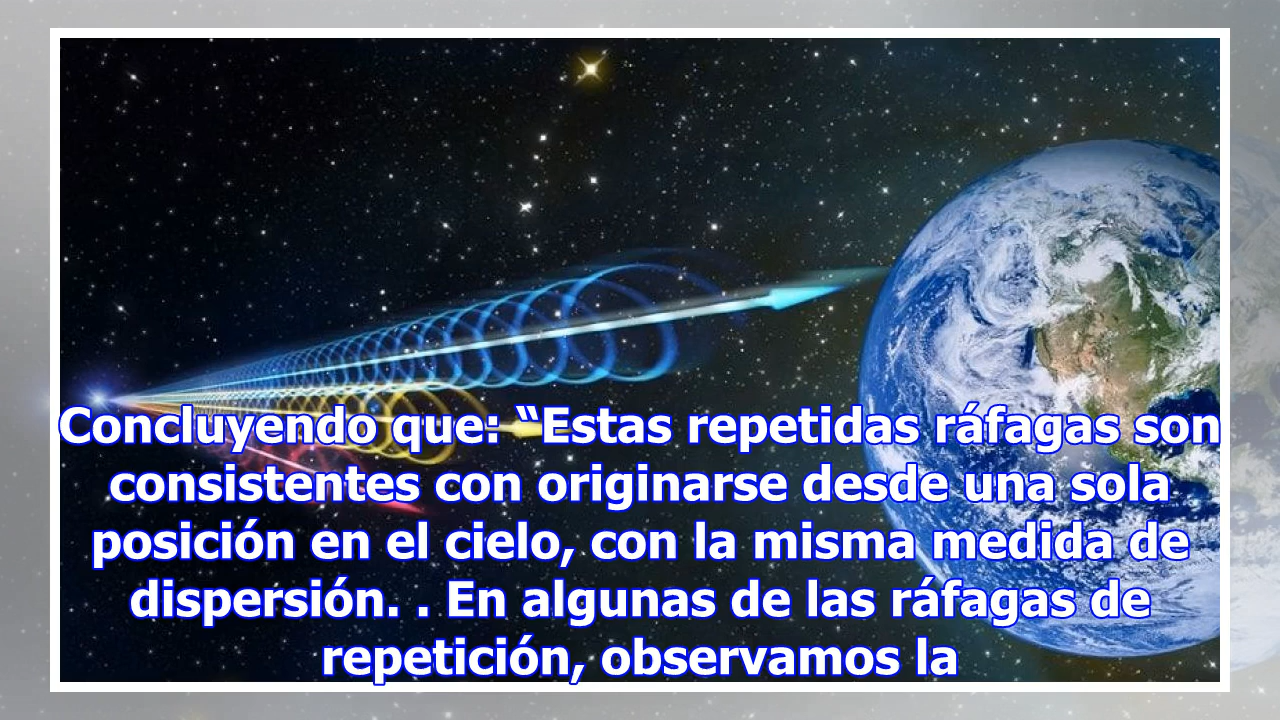 Concluyendo que: “Estas repetidas ráfagas son
consistentes con originarse desde una sola
posición en el cielo, con la misma medida de
dispersión. . En algunas de las ráfagas de
repetición, observamos la